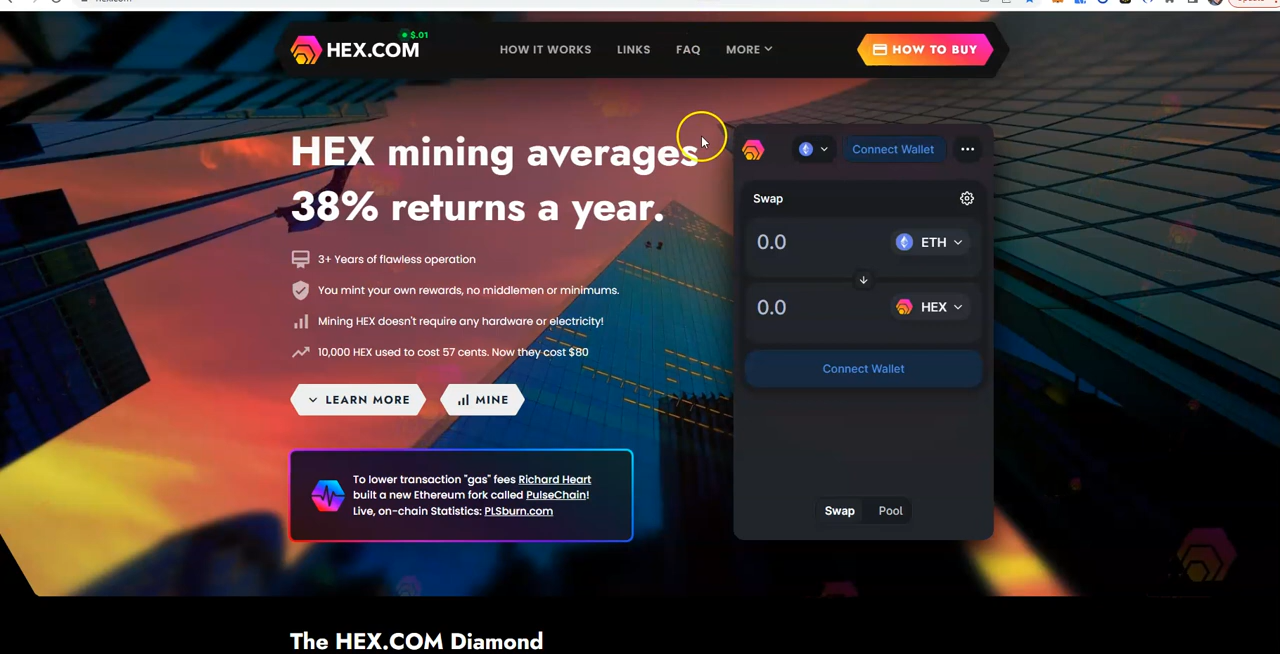 $.01
HEX.COM
HOW IT WORKS
LINKS
FAQ
MORE
HOW TO BUY
HEX mining averages
38% returns a year.
3+ Years of flawless operation
You mint your own rewards, no middlemen or minimums.
Mining HEX doesn't require any hardware or electricity!
10,000 HEX used to cost 57 cents. Now they cost $80
LEARN MORE
MINE
To lower transaction "gas" fees Richard Heart
built a new Ethereum fork called PulseChain!
Live, on-chain Statistics: PLSburn.com
Connect Wallet
Swap
0.0
ETH
0.0
HEX
Connect Wallet
Swap
Pool
The HEX.COM Diamond